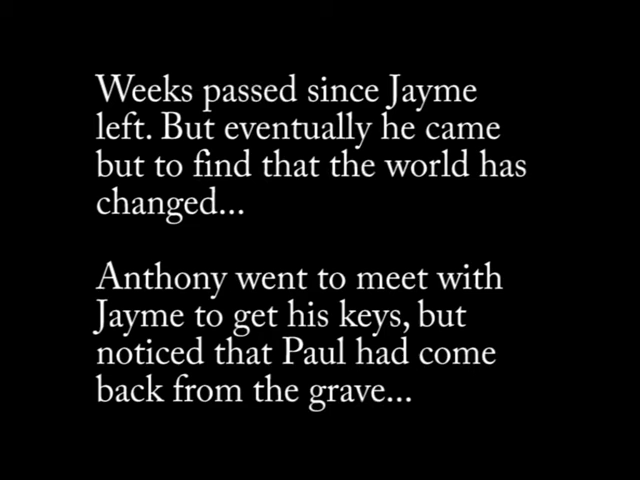 Weeks passed since Jayme
left. But eventually he came
but to find that the world has
changed...
Anthony went to meet with
Jayme to get his keys, but
noticed that Paul had come
back from the grave...